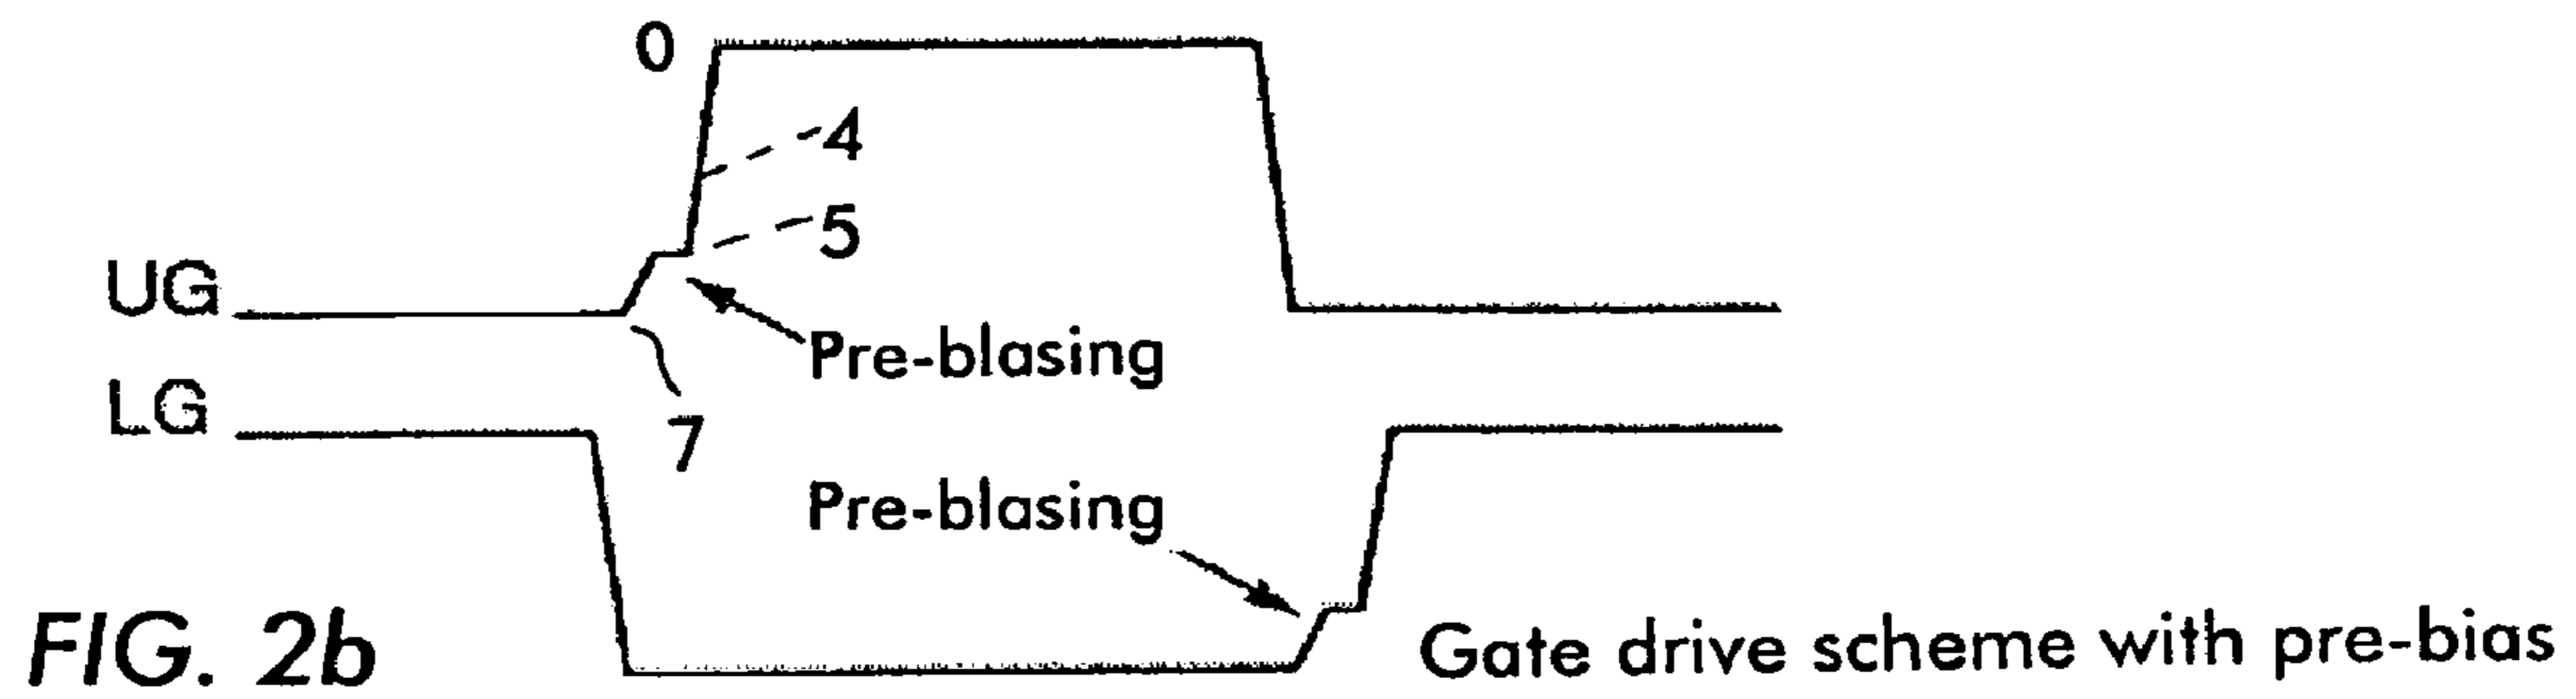 0
4
5
UG
Pre-blasing
LG
7
Pre-blasing
FIG. 2b
Gate drive scheme with pre-bias